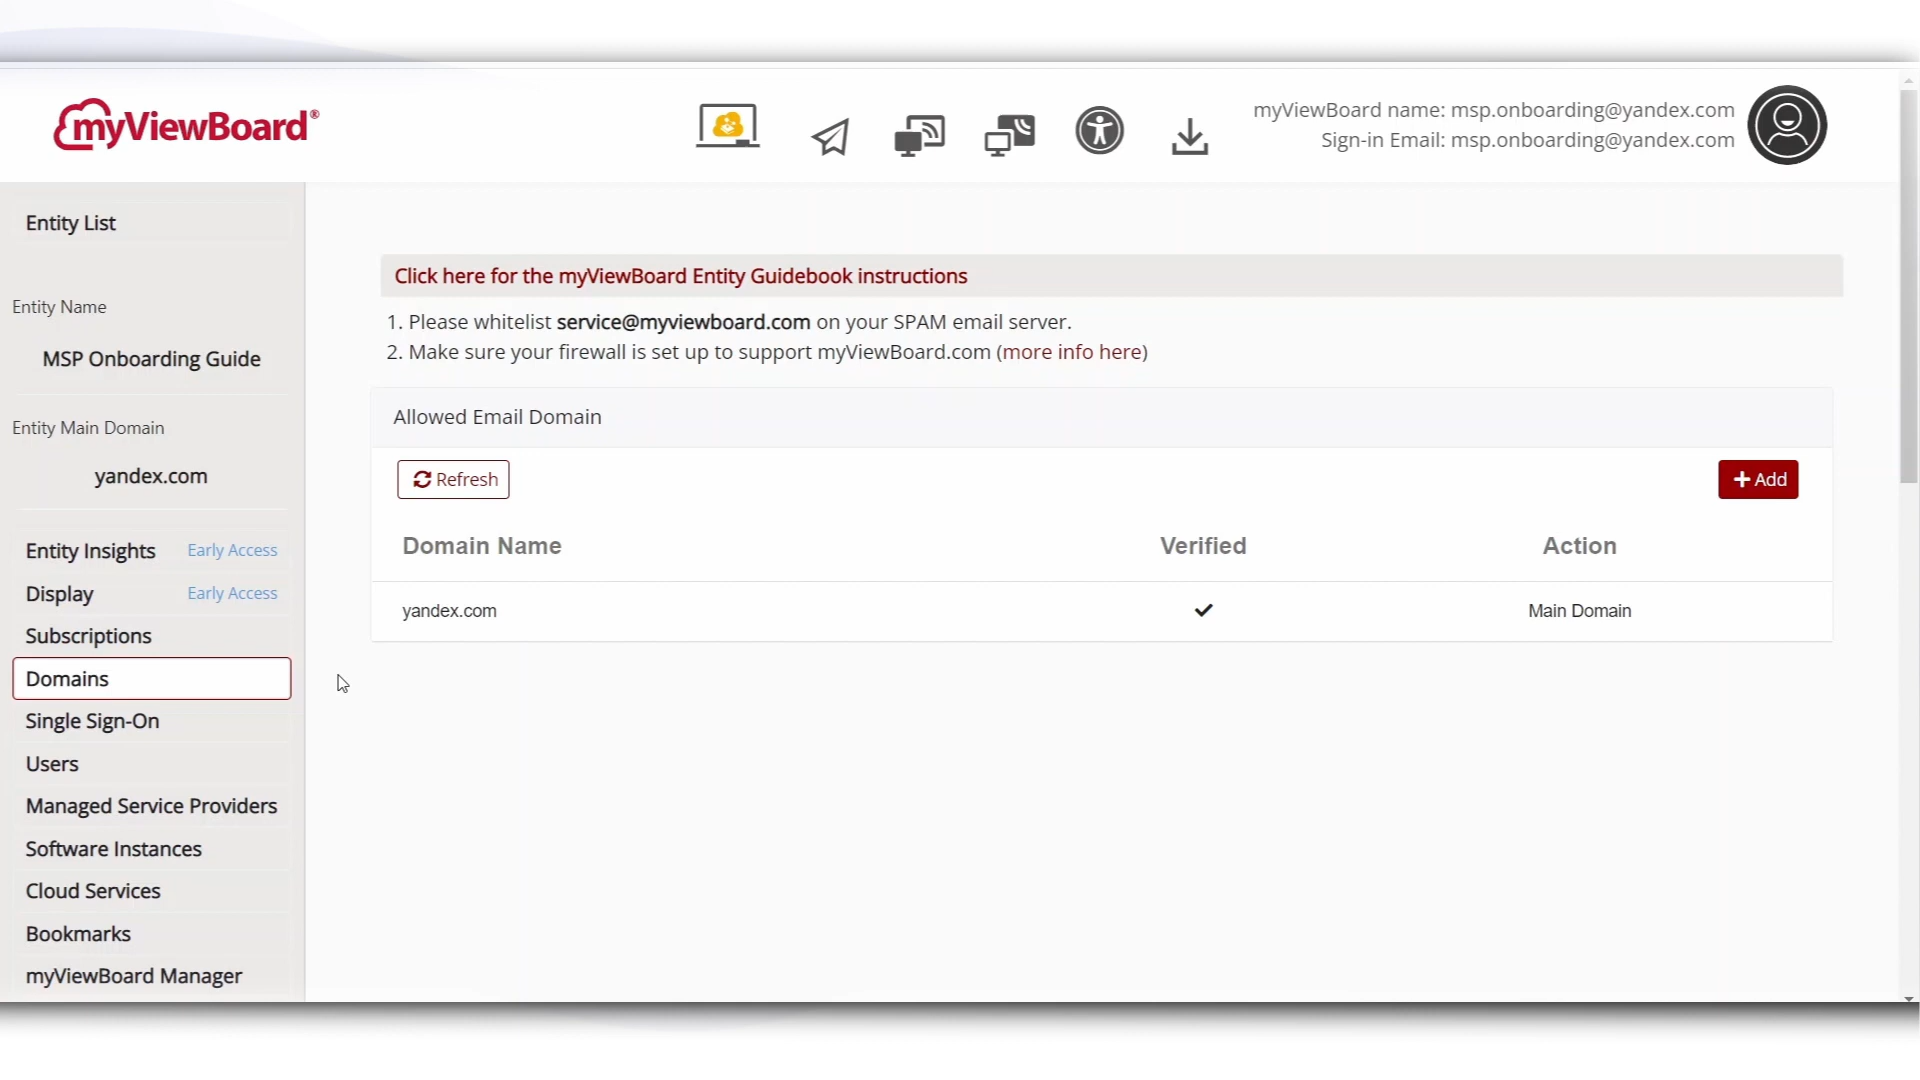 myViewBoard®
myViewBoard name: msp.onboarding@yandex.com
Sign-in Email: msp.onboarding@yandex.com
Entity List
Entity Name
MSP Onboarding Guide
Entity Main Domain
yandex.com
Entity Insights Early Access
Display Early Access
Subscriptions
Domains
Single Sign-On
Users
Managed Service Providers
Software Instances
Cloud Services
Bookmarks
myViewBoard Manager
Click here for the myViewBoard Entity Guidebook instructions
1. Please whitelist service@myviewboard.com on your SPAM email server.
2. Make sure your firewall is set up to support myViewBoard.com (more info here)
Allowed Email Domain
Refresh
Add
Domain Name Verified Action
yandex.com Main Domain